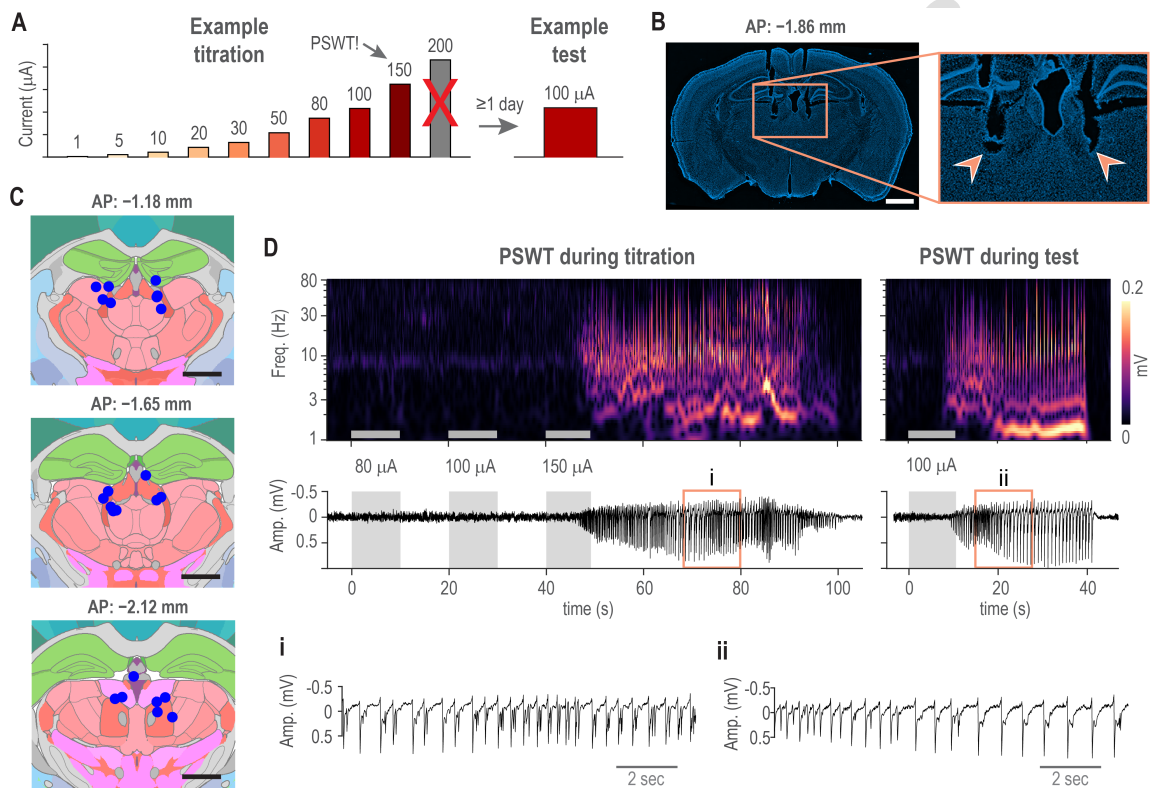 A
Example
titration
PSWT!
200
150
100
80
50
30
20
10
5
1
Current (μA)
≥1 day
Example
test
100 μA
B
AP: −1.86 mm
C
AP: −1.18 mm
AP: −1.65 mm
AP: −2.12 mm
D
PSWT during titration
PSWT during test
80
30
10
3
1
Freq. (Hz)
0.2
0
mV
80 μA
100 μA
150 μA
i
100 μA
ii
-0.5
0
0.5
Amp. (mV)
0
20
40
60
80
100
time (s)
0
20
40
time (s)
i
-0.5
0
0.5
Amp. (mV)
2 sec
ii
-0.5
0
0.5
Amp. (mV)
2 sec